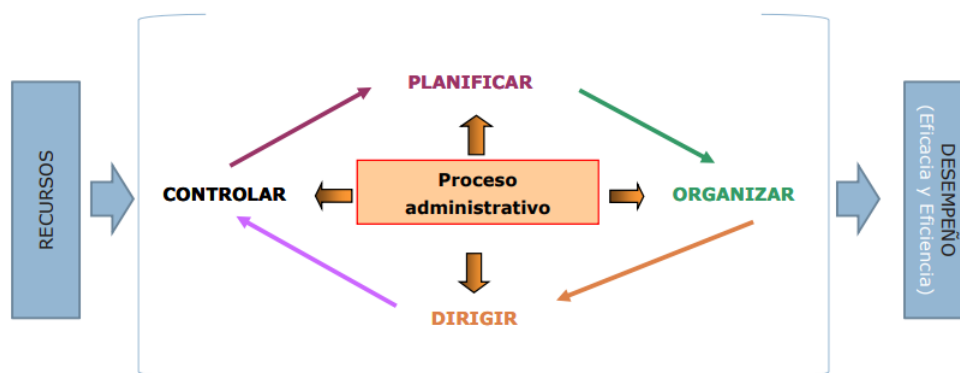 RECURSOS
PLANIFICAR
CONTROLAR
Proceso
administrativo
ORGANIZAR
DIRIGIR
DESEMPEÑO
(Eficacia y Eficiencia)